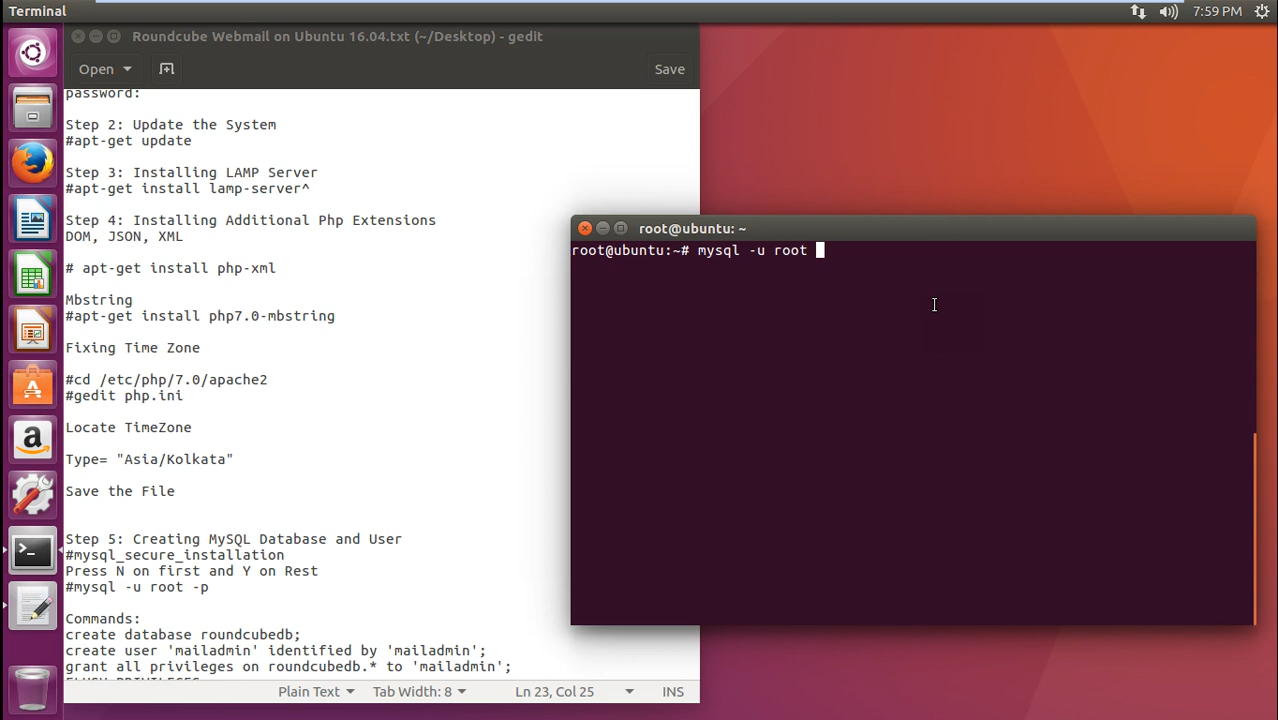 Terminal
7:59 PM
Roundcube Webmail on Ubuntu 16.04.txt (~/Desktop) - gedit
Open
Save
password:
Step 2: Update the System
#apt-get update
Step 3: Installing LAMP Server
#apt-get install lamp-server^
Step 4: Installing Additional Php Extensions
DOM, JSON, XML
# apt-get install php-xml
Mbstring
#apt-get install php7.0-mbstring
Fixing Time Zone
#cd /etc/php/7.0/apache2
#gedit php.ini
Locate TimeZone
Type= "Asia/Kolkata"
Save the File
Step 5: Creating MySQL Database and User
#mysql_secure_installation
Press N on first and Y on Rest
#mysql -u root -p
Commands:
create database roundcubedb;
create user 'mailadmin' identified by 'mailadmin';
grant all privileges on roundcubedb.* to 'mailadmin';
FLUSH PRIVILEGES
Plain Text
Tab Width: 8
Ln 23, Col 25
INS
root@ubuntu: ~
root@ubuntu:~# mysql -u root